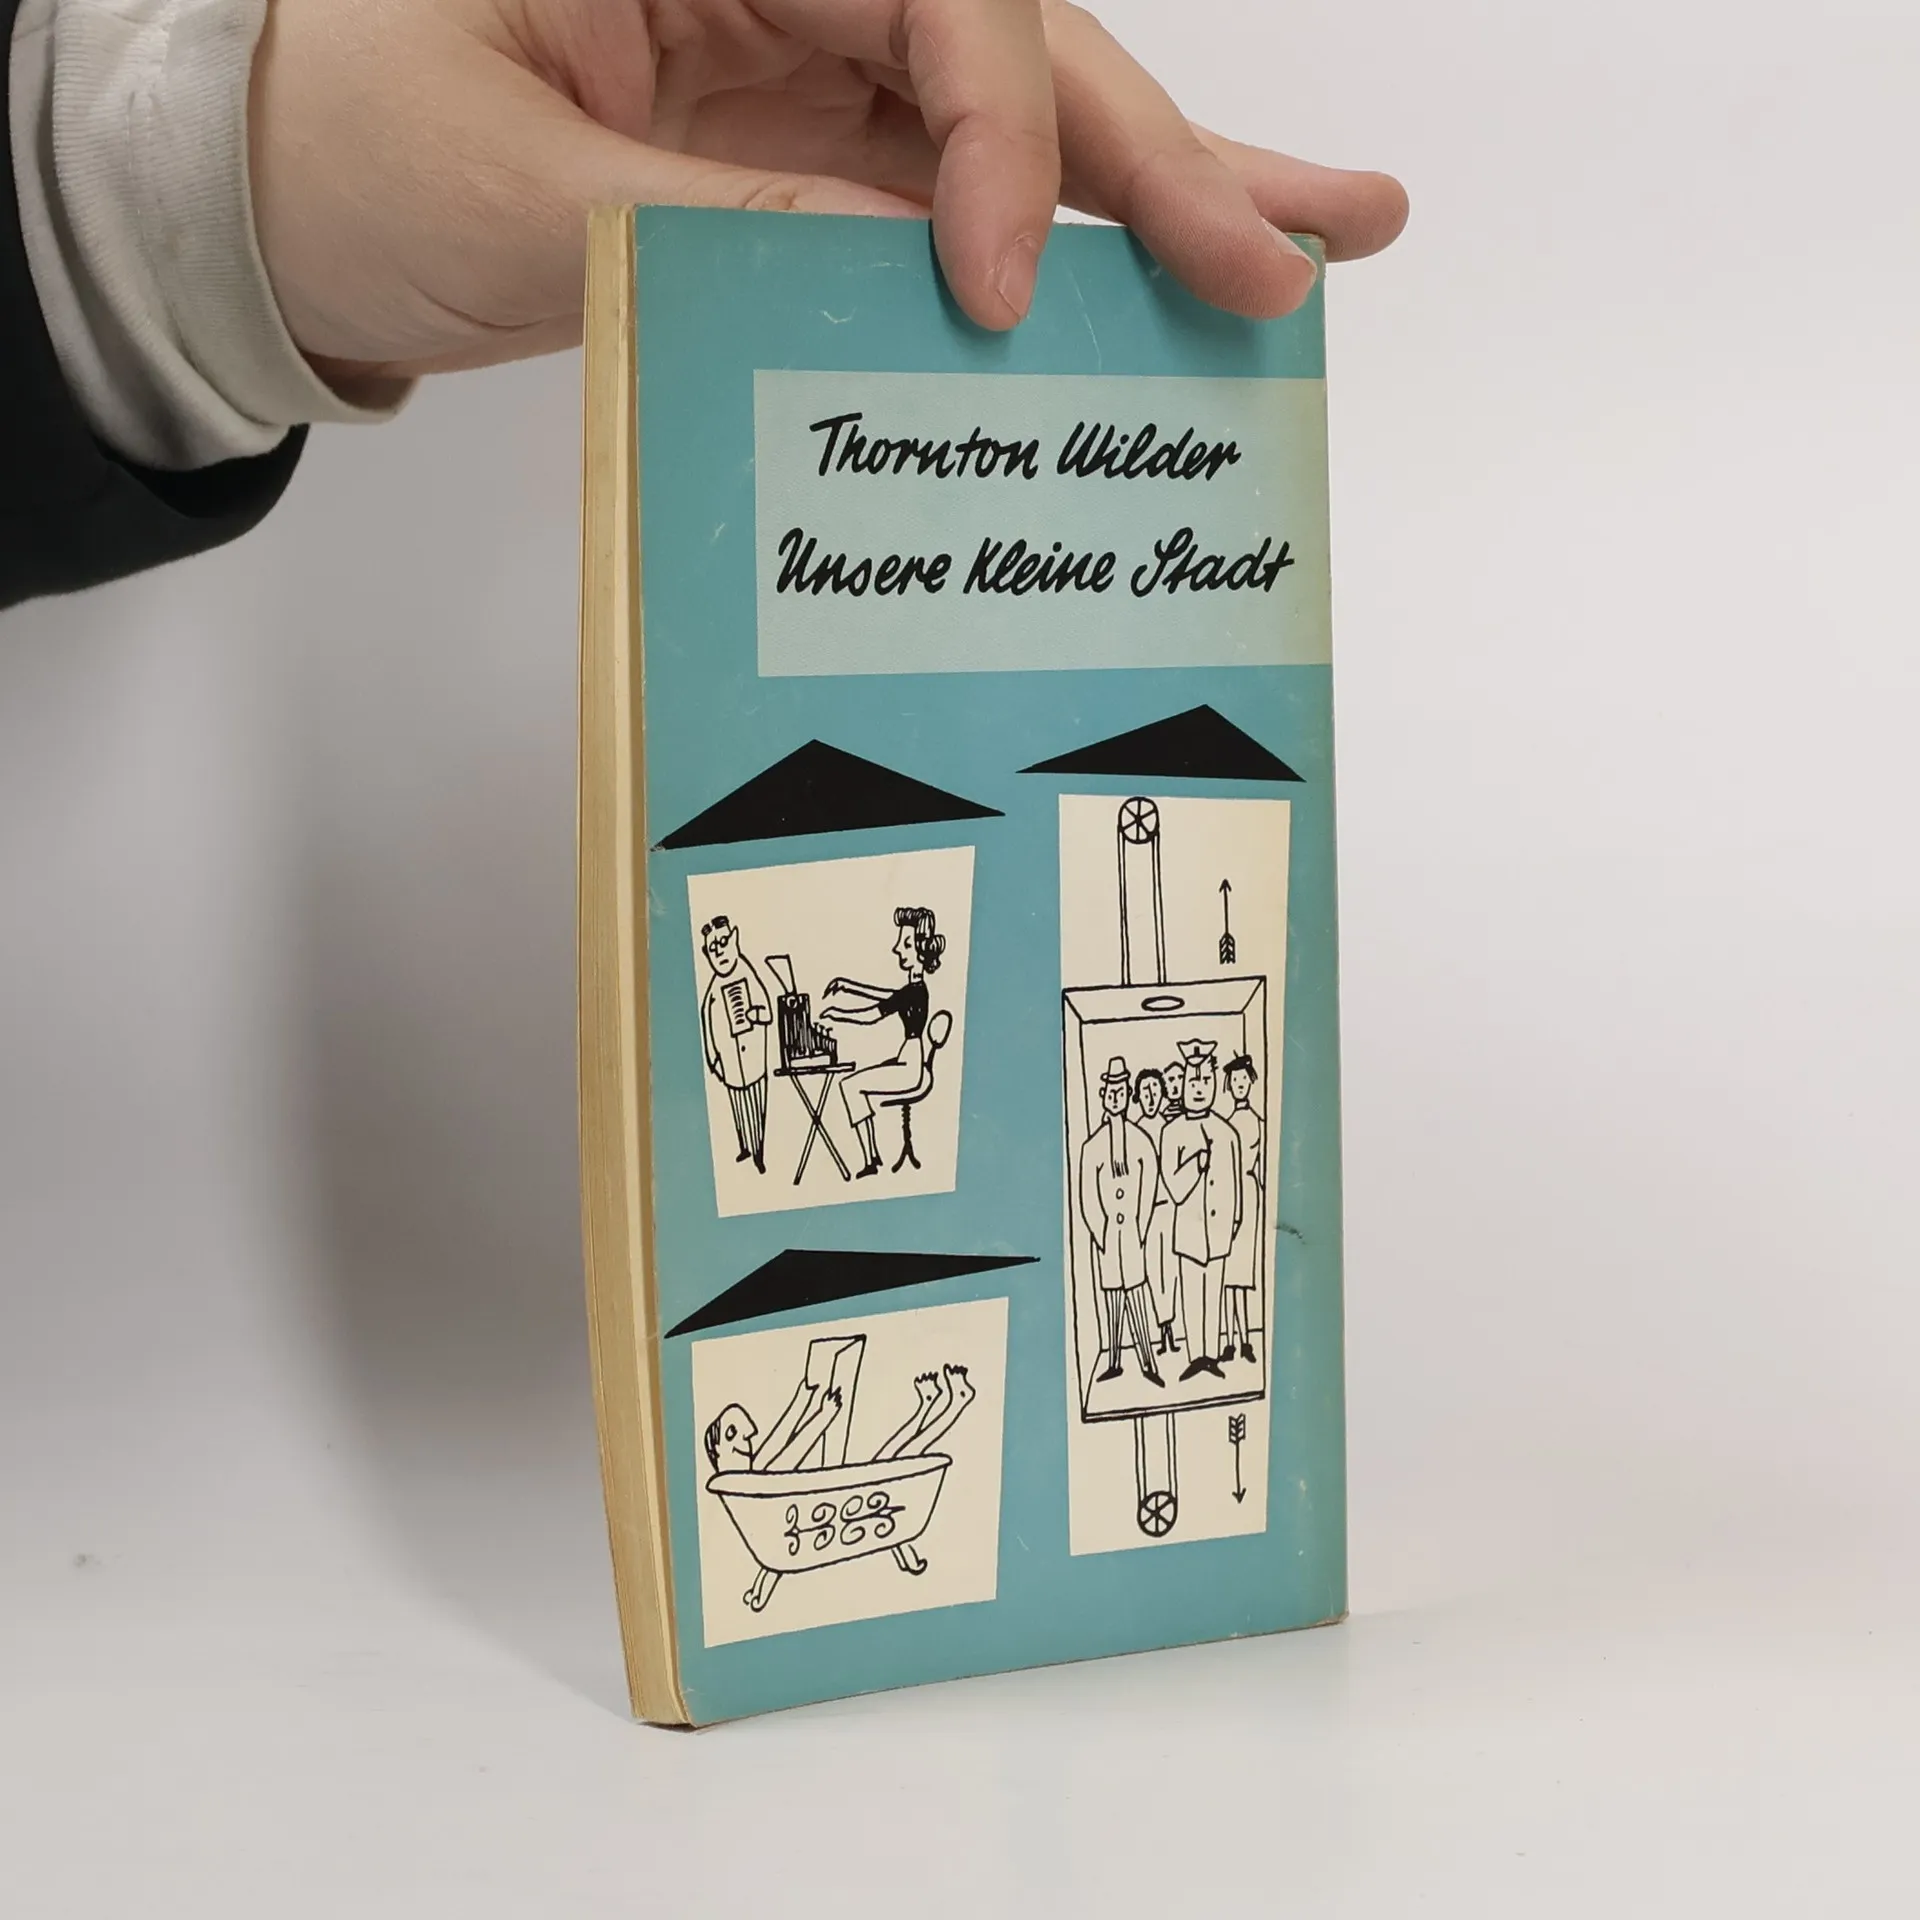 Thornton Wilder
Unsere Kleine Stadt